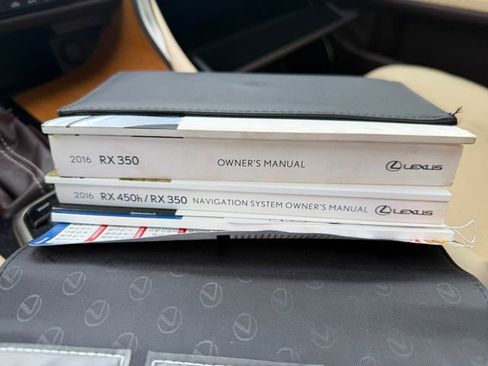 2016 RX 350 OWNER'S MANUAL LEXUS
2016 RX 450h / RX 350 NAVIGATION SYSTEM OWNER'S MANUAL LEXUS